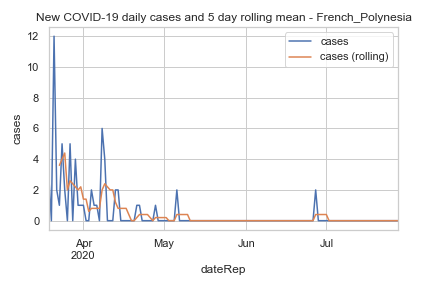 New COVID-19 daily cases and 5 day rolling mean - French_Polynesia
cases
cases (rolling)
12
10
8
6
4
2
0
cases
Apr
2020
May
Jun
Jul
dateRep